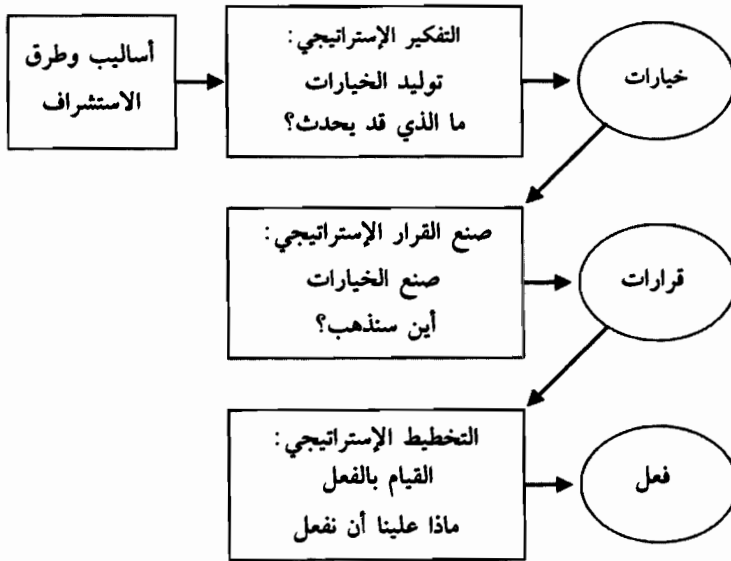 أساليب وطرق
الاستشراف
التفكير الإستراتيجي:
توليد الخيارات
ما الذي قد يحدث؟
خيارات
صنع القرار الإستراتيجي:
صنع الخيارات
أين سنذهب؟
قرارات
التخطيط الإستراتيجي:
القيام بالفعل
ماذا علينا أن نفعل
فعل